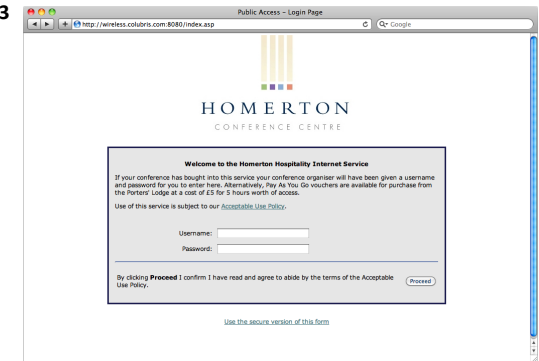 3
Public Access – Login Page
http://wireless.colubris.com:8080/index.asp
Google
HOMERTON
CONFERENCE CENTRE
Welcome to the Homerton Hospitality Internet Service
If your conference has bought into this service your conference organiser will have been given a username
and password for you to enter here. Alternatively, Pay As You Go vouchers are available for purchase from
the Porters' Lodge at a cost of £5 for 5 hours worth of access.
Use of this service is subject to our Acceptable Use Policy.
Username:
Password:
By clicking Proceed I confirm I have read and agree to abide by the terms of the Acceptable
Use Policy.
Proceed
Use the secure version of this form